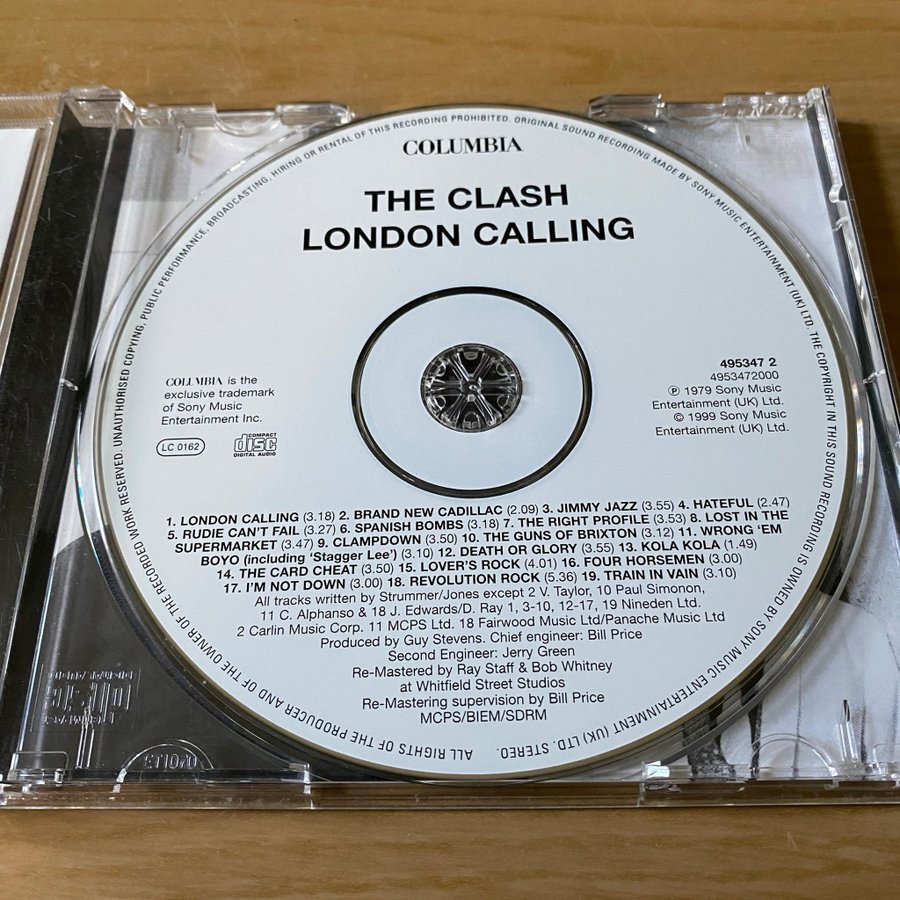 COLUMBIA
THE CLASH
LONDON CALLING
UNAUTHORISED COPYING, PUBLIC PERFORMANCE, BROADCASTING, HIRING OR RENTAL OF THIS RECORDING PROHIBITED. ORIGINAL SOUND RECORDING MADE BY SONY MUSIC ENTERTAINMENT (UK) LTD. THE COPYRIGHT IN THIS SOUND RECORDING IS OWNED BY SONY MUSIC ENTERTAINMENT (UK) LTD. STEREO.
ALL RIGHTS OF THE PRODUCER AND OF THE OWNER OF THE RECORDED WORK RESERVED.
COLUMBIA is the
exclusive trademark
of Sony Music
Entertainment Inc.
LC 0162
COMPACT
disc
DIGITAL AUDIO
495347 2
4953472000
℗ 1979 Sony Music
Entertainment (UK) Ltd.
© 1999 Sony Music
Entertainment (UK) Ltd.
1. LONDON CALLING (3.18) 2. BRAND NEW CADILLAC (2.09) 3. JIMMY JAZZ (3.55) 4. HATEFUL (2.47)
5. RUDIE CAN'T FAIL (3.27) 6. SPANISH BOMBS (3.18) 7. THE RIGHT PROFILE (3.53) 8. LOST IN THE
SUPERMARKET (3.47) 9. CLAMPDOWN (3.50) 10. THE GUNS OF BRIXTON (3.12) 11. WRONG 'EM
BOYO (including 'Stagger Lee') (3.10) 12. DEATH OR GLORY (3.55) 13. KOLA KOLA (1.49)
14. THE CARD CHEAT (3.50) 15. LOVER'S ROCK (4.01) 16. FOUR HORSEMEN (3.00)
17. I'M NOT DOWN (3.00) 18. REVOLUTION ROCK (5.36) 19. TRAIN IN VAIN (3.10)
All tracks written by Strummer/Jones except 2 V. Taylor, 10 Paul Simonon,
11 C. Alphanso & 18 J. Edwards/D. Ray 1, 3-10, 12-17, 19 Nineden Ltd.
2 Carlin Music Corp. 11 MCPS Ltd. 18 Fairwood Music Ltd/Panache Music Ltd
Produced by Guy Stevens. Chief engineer: Bill Price
Second Engineer: Jerry Green
Re-Mastered by Ray Staff & Bob Whitney
at Whitfield Street Studios
Re-Mastering supervision by Bill Price
MCPS/BIEM/SDRM